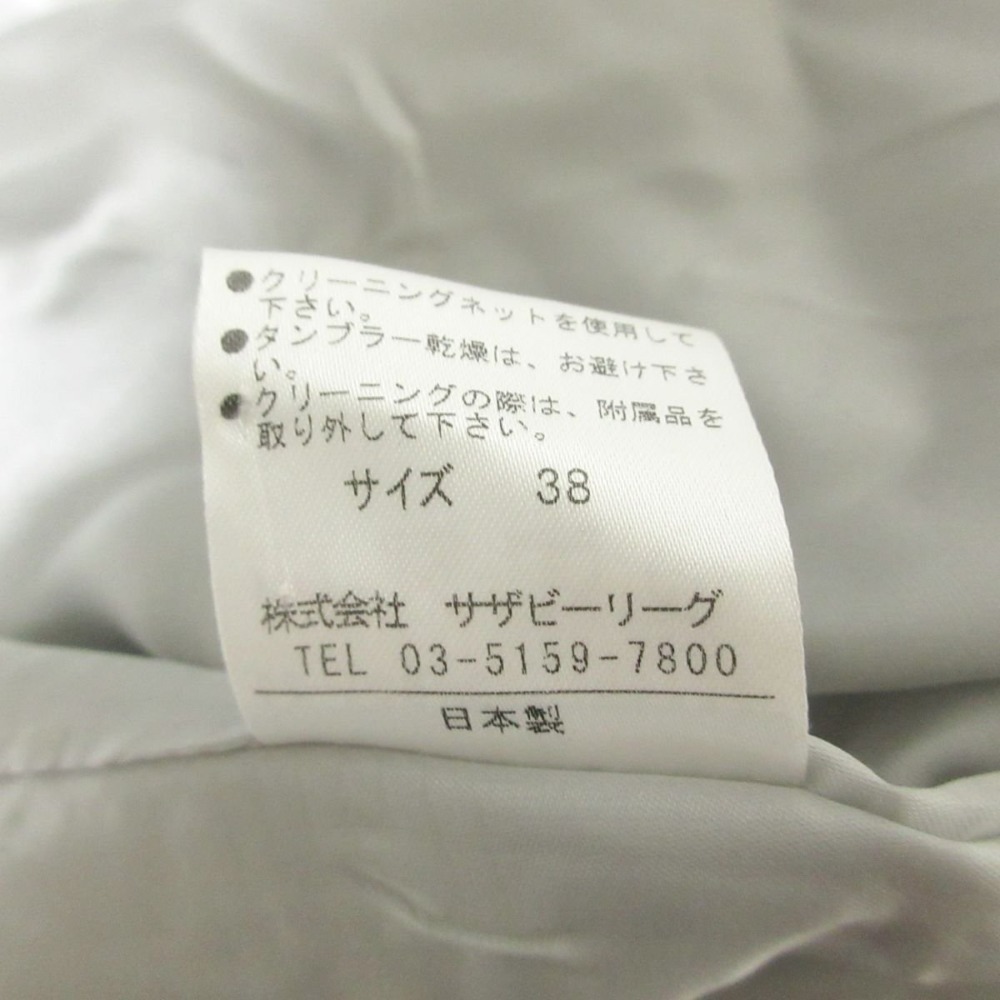 ●クリーニングネットを使用して
下さい。
●タンブラー乾燥は、お避け下さ
い。
●クリーニングの際は、附属品を
取り外して下さい。
サイズ 38
株式会社 サザビーリーグ
TEL 03-5159-7800
日本製